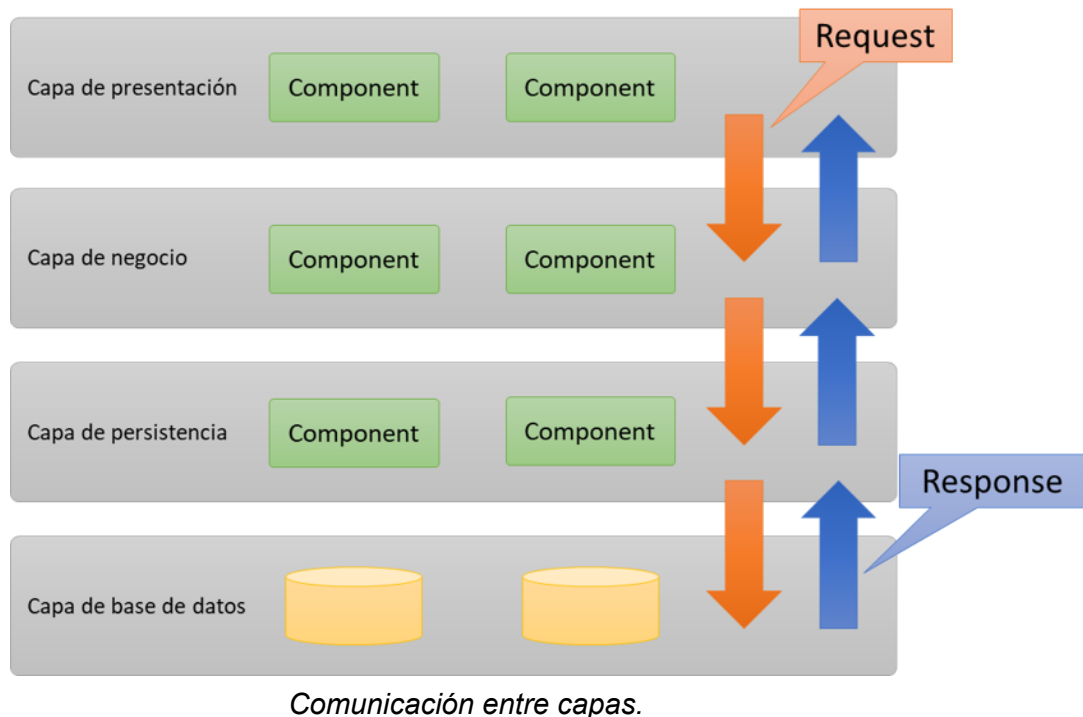 Request
Capa de presentación
Component
Component
Capa de negocio
Component
Component
Capa de persistencia
Component
Component
Response
Capa de base de datos
Comunicación entre capas.